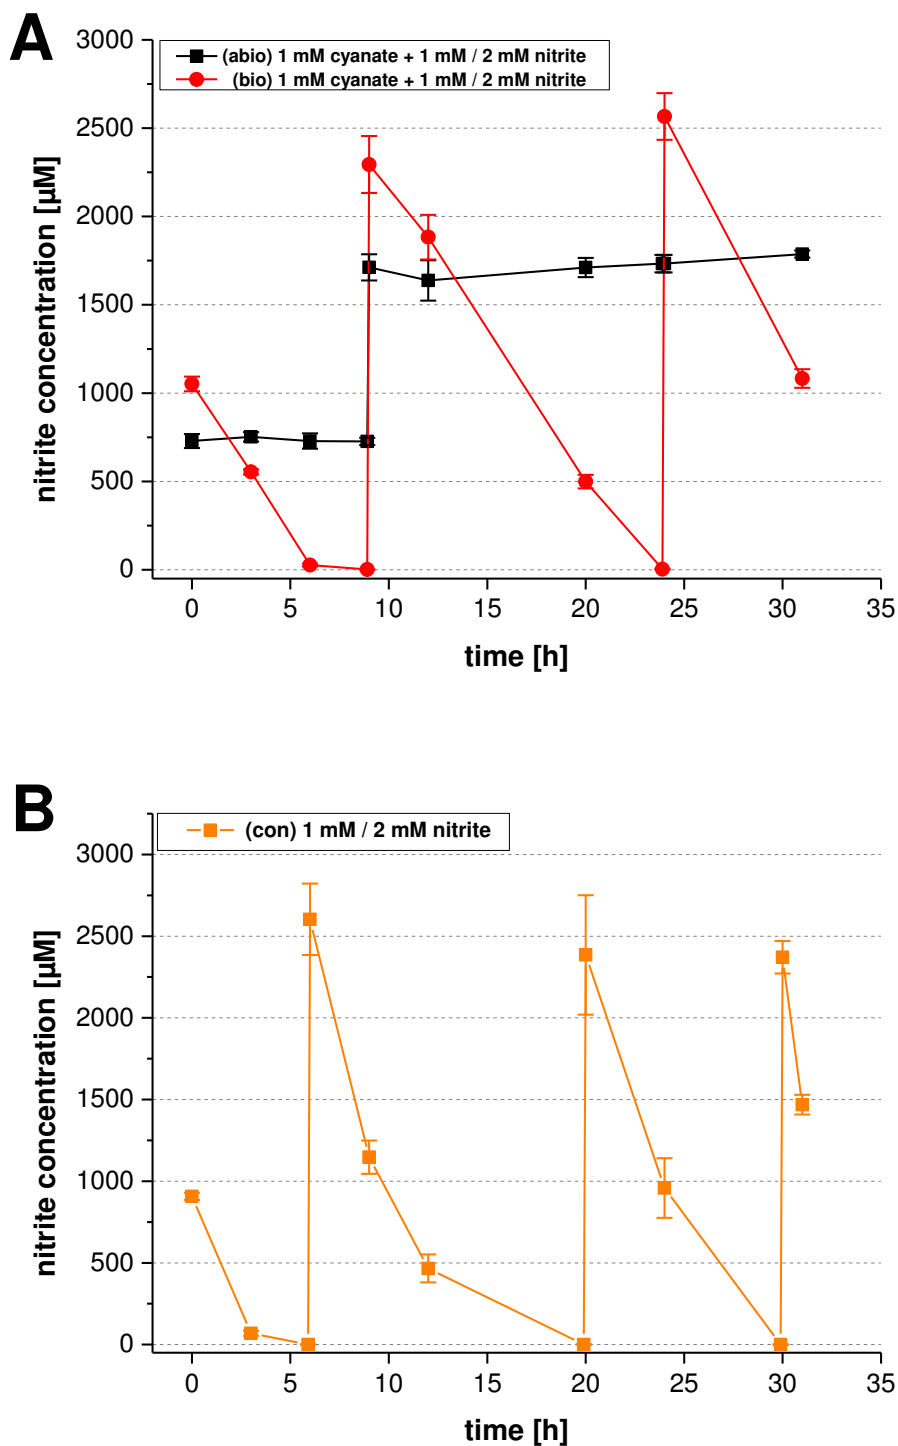 A
(abio) 1 mM cyanate + 1 mM / 2 mM nitrite
(bio) 1 mM cyanate + 1 mM / 2 mM nitrite
nitrite concentration [µM]
3000
2500
2000
1500
1000
500
0
0 5 10 15 20 25 30 35
time [h]
B
(con) 1 mM / 2 mM nitrite
nitrite concentration [µM]
3000
2500
2000
1500
1000
500
0
0 5 10 15 20 25 30 35
time [h]